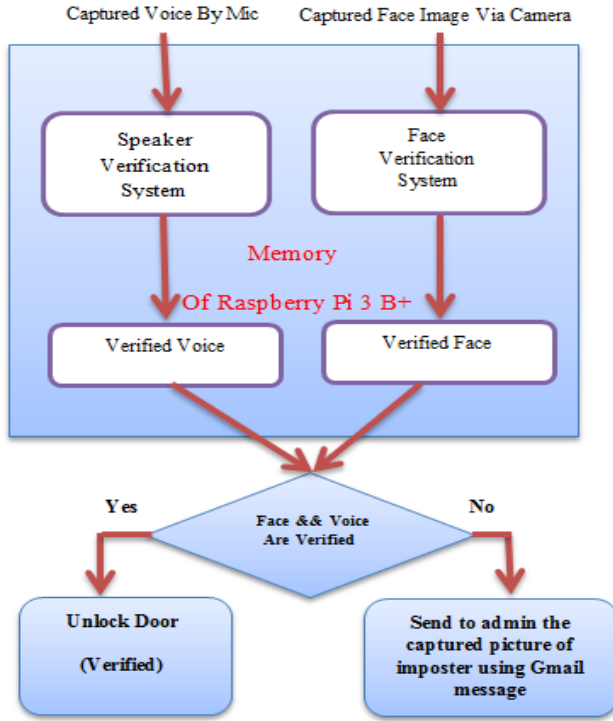 Captured Voice By Mic
Captured Face Image Via Camera
Speaker
Verification
System
Face
Verification
System
Memory
Of Raspberry Pi 3 B+
Verified Voice
Verified Face
Yes
No
Face && Voice
Are Verified
Unlock Door
(Verified)
Send to admin the
captured picture of
imposter using Gmail
message